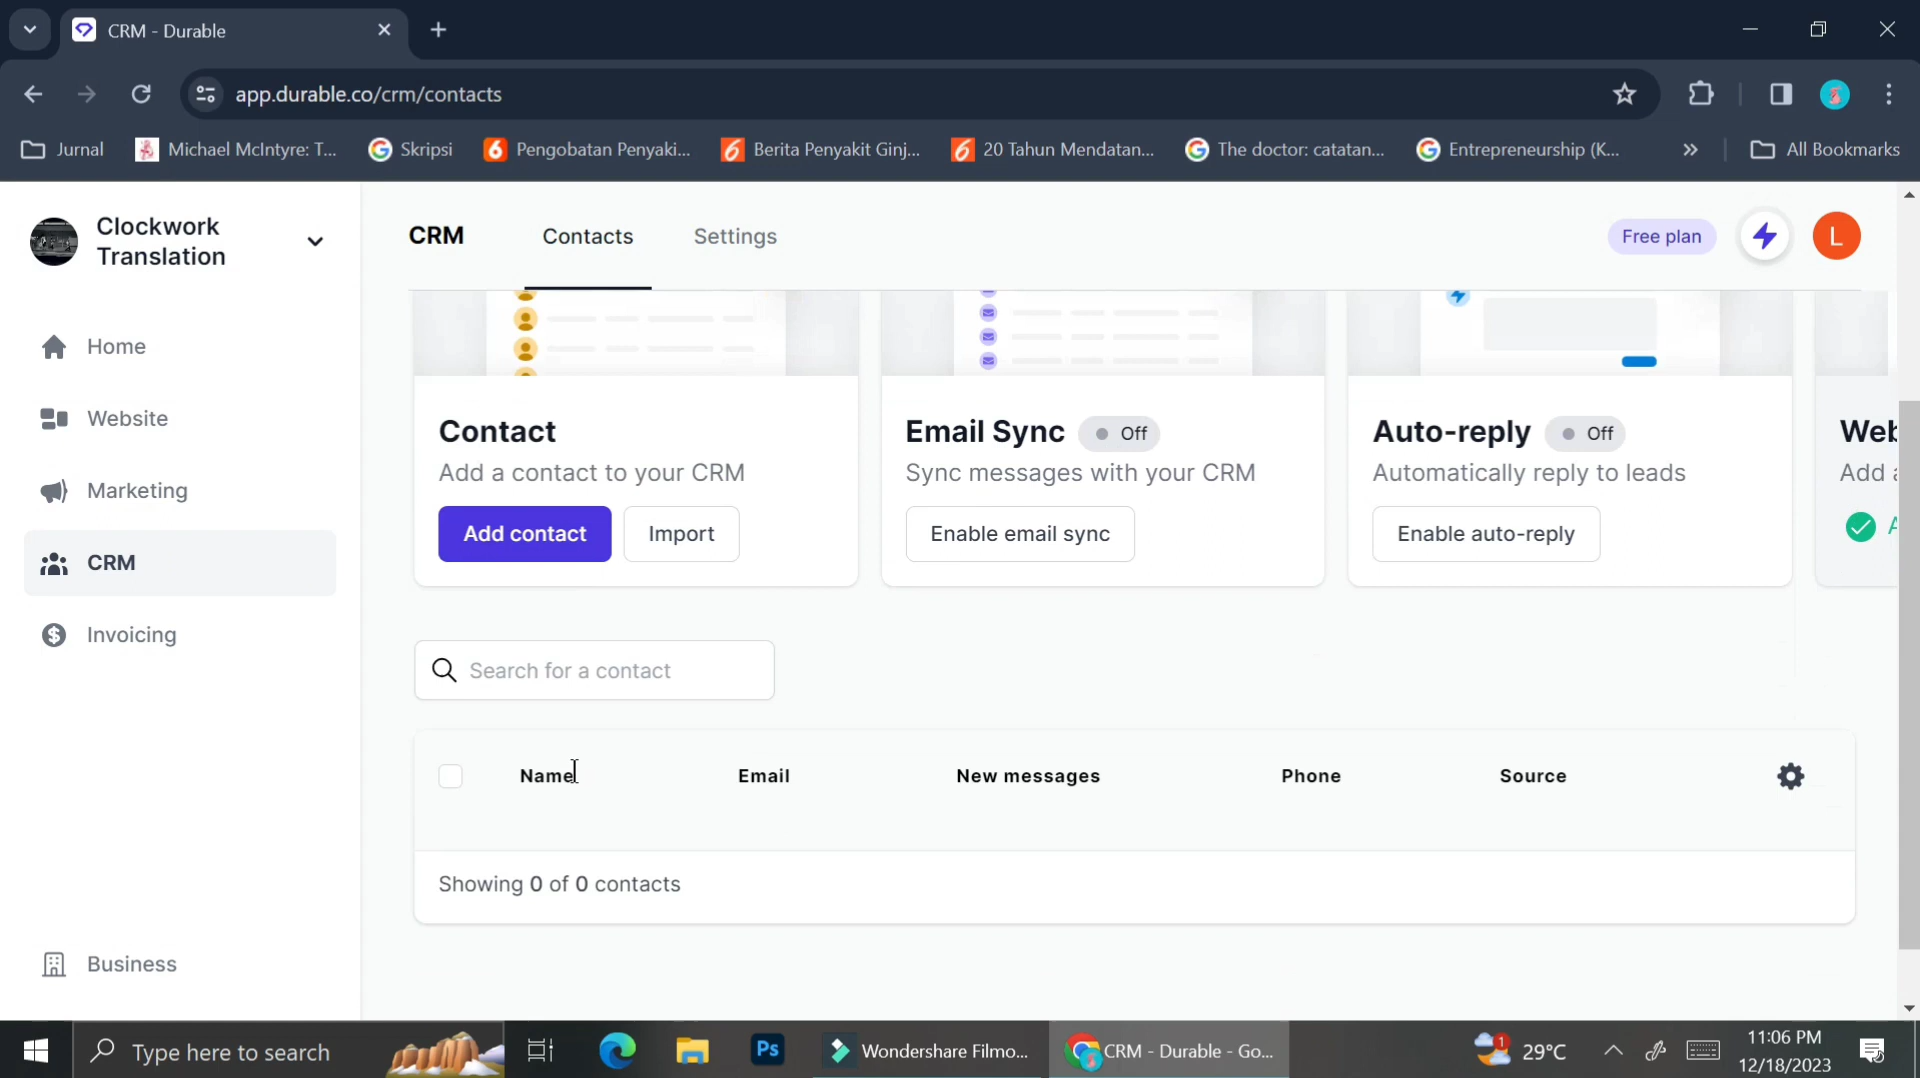 CRM - Durable
app.durable.co/crm/contacts
Jurnal
Michael McIntyre: T...
Skripsi
Pengobatan Penyaki...
Berita Penyakit Ginj...
20 Tahun Mendatan...
The doctor: catatan...
Entrepreneurship (K...
»
All Bookmarks
Clockwork
Translation
CRM
Contacts
Settings
Free plan
L
Home
Website
Marketing
CRM
Invoicing
Business
Contact
Add a contact to your CRM
Add contact
Import
Email Sync
Off
Sync messages with your CRM
Enable email sync
Auto-reply
Off
Automatically reply to leads
Enable auto-reply
Web
Add a
Search for a contact
Name
Email
New messages
Phone
Source
Showing 0 of 0 contacts
Type here to search
Ps
Wondershare Filmo...
CRM - Durable - Go...
1
29°C
11:06 PM
12/18/2023